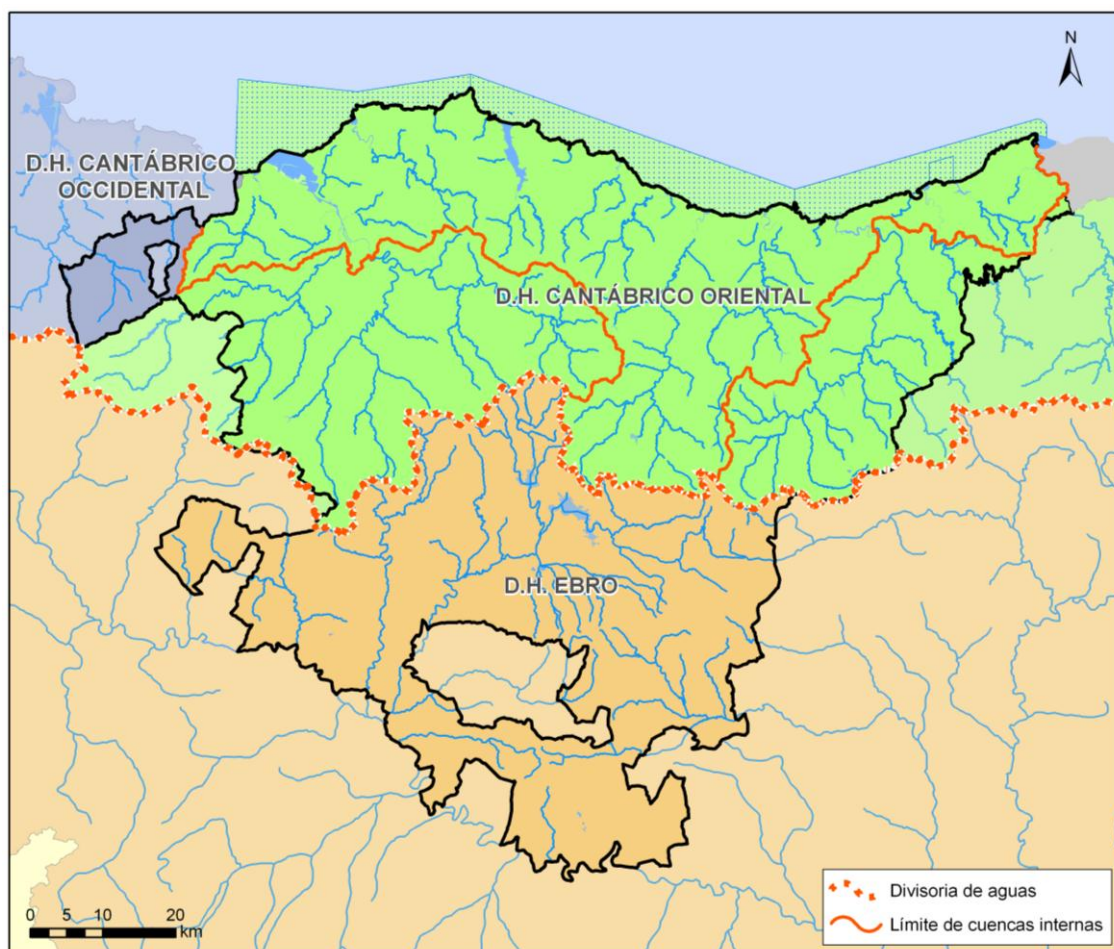 N
D.H. CANTÁBRICO
OCCIDENTAL
D.H. CANTÁBRICO ORIENTAL
D.H. EBRO
Divisoria de aguas
Límite de cuencas internas
0 5 10 20
km